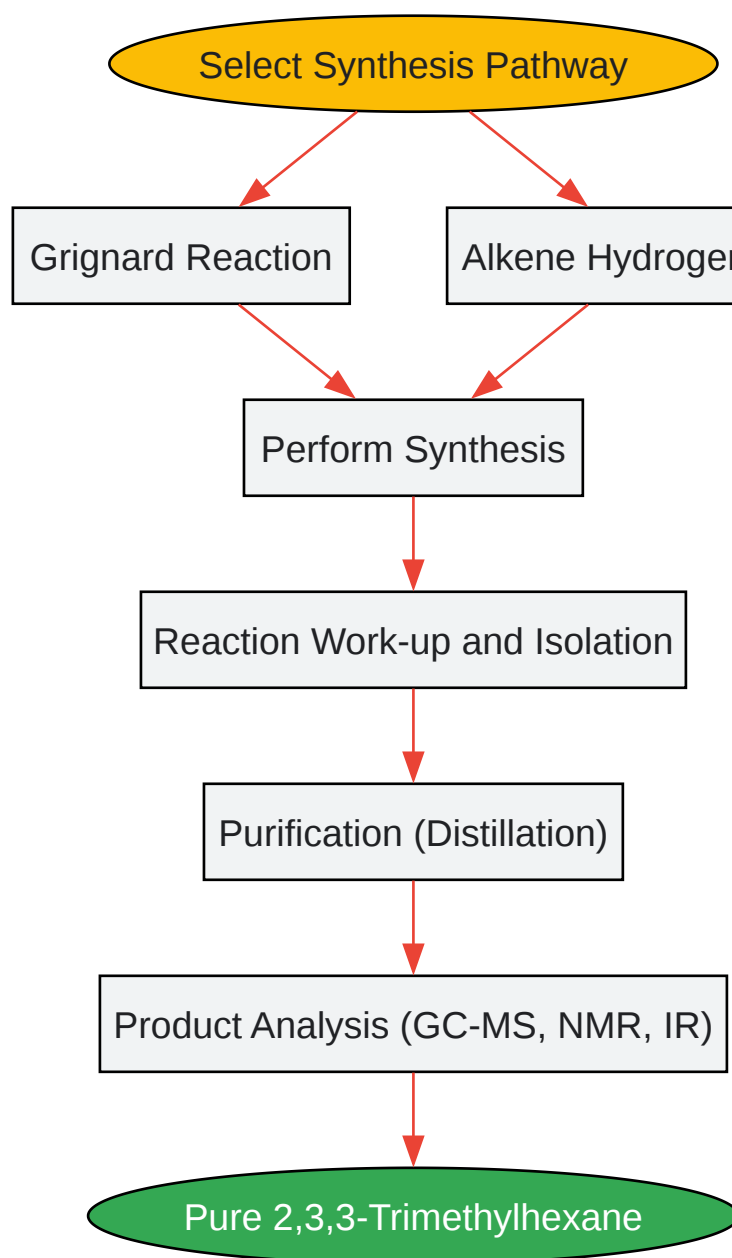 Select Synthesis Pathway
Grignard Reaction
Alkene Hydrogen
Perform Synthesis
Reaction Work-up and Isolation
Purification (Distillation)
Product Analysis (GC-MS, NMR, IR)
Pure 2,3,3-Trimethylhexane